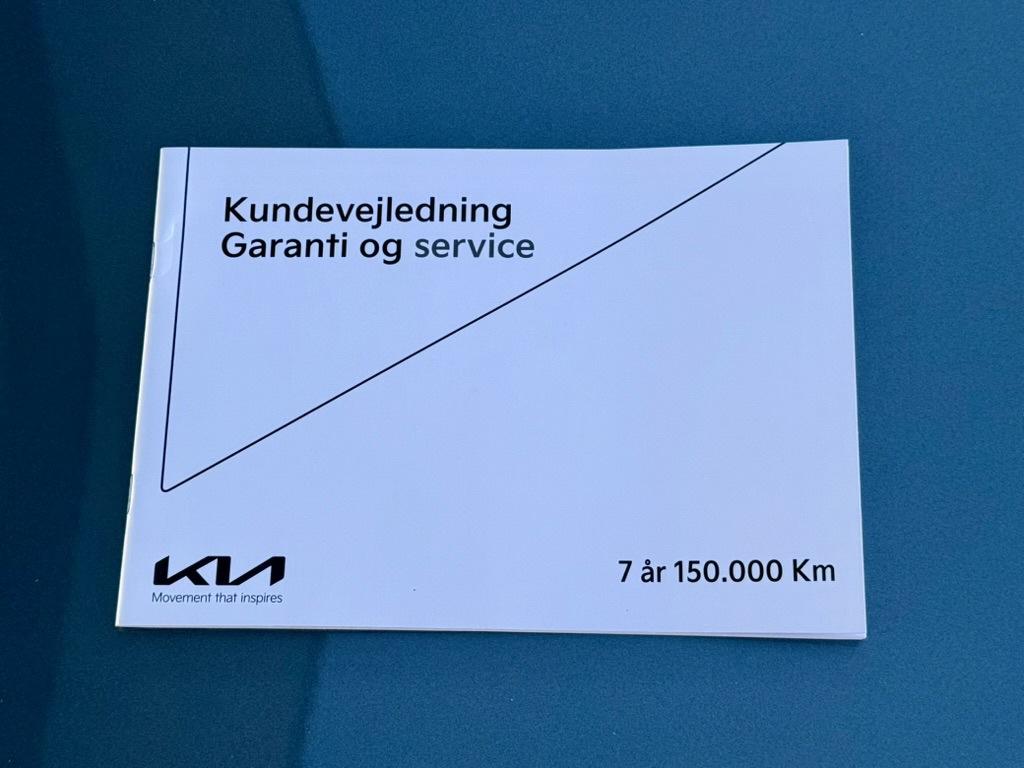 Kundevejledning
Garanti og service
KIA
Movement that inspires
7 år 150.000 Km